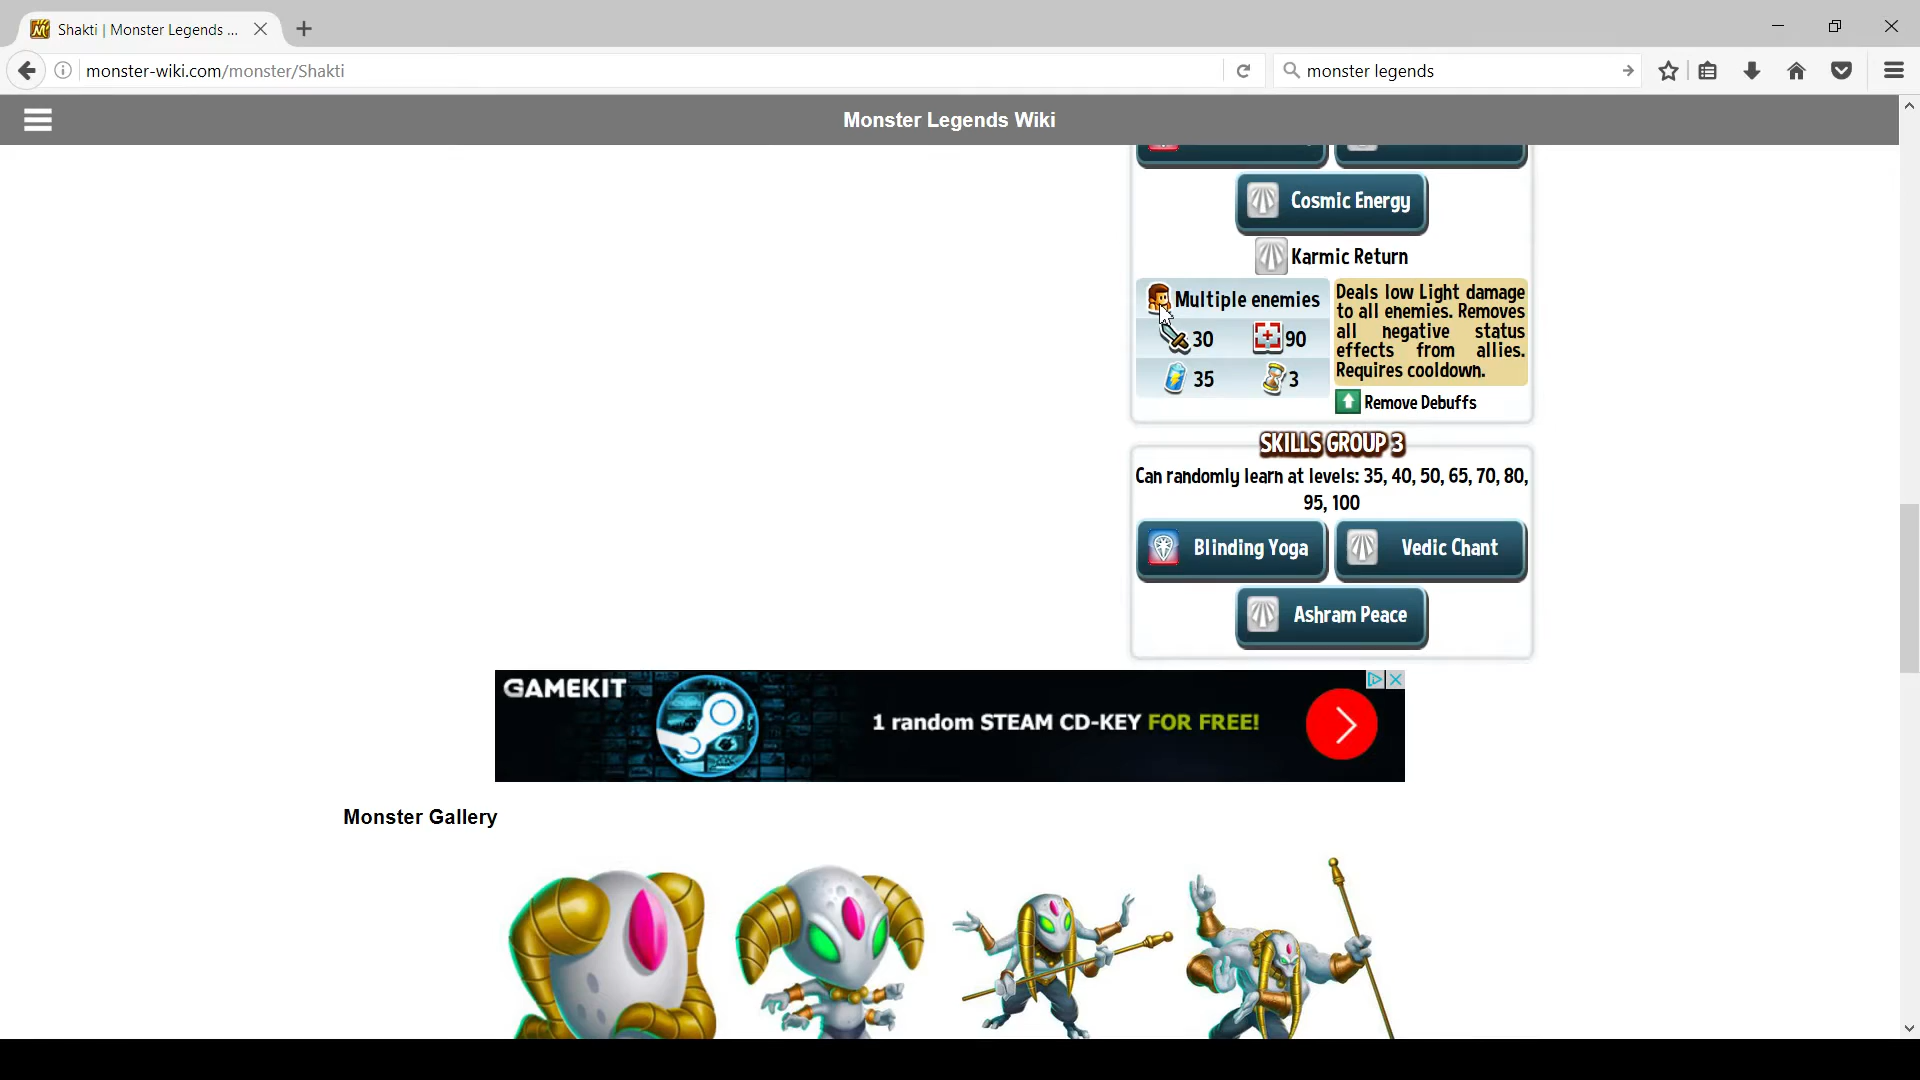 Shakti | Monster Legends ...
monster-wiki.com/monster/Shakti
monster legends
Monster Legends Wiki
Cosmic Energy
Karmic Return
Multiple enemies
30
90
35
3
Deals low Light damage
to all enemies. Removes
all negative status
effects from allies.
Requires cooldown.
Remove Debuffs
SKILLS GROUP 3
Can randomly learn at levels: 35, 40, 50, 65, 70, 80,
95, 100
Blinding Yoga
Vedic Chant
Ashram Peace
GAMEKIT
1 random STEAM CD-KEY FOR FREE!
Monster Gallery